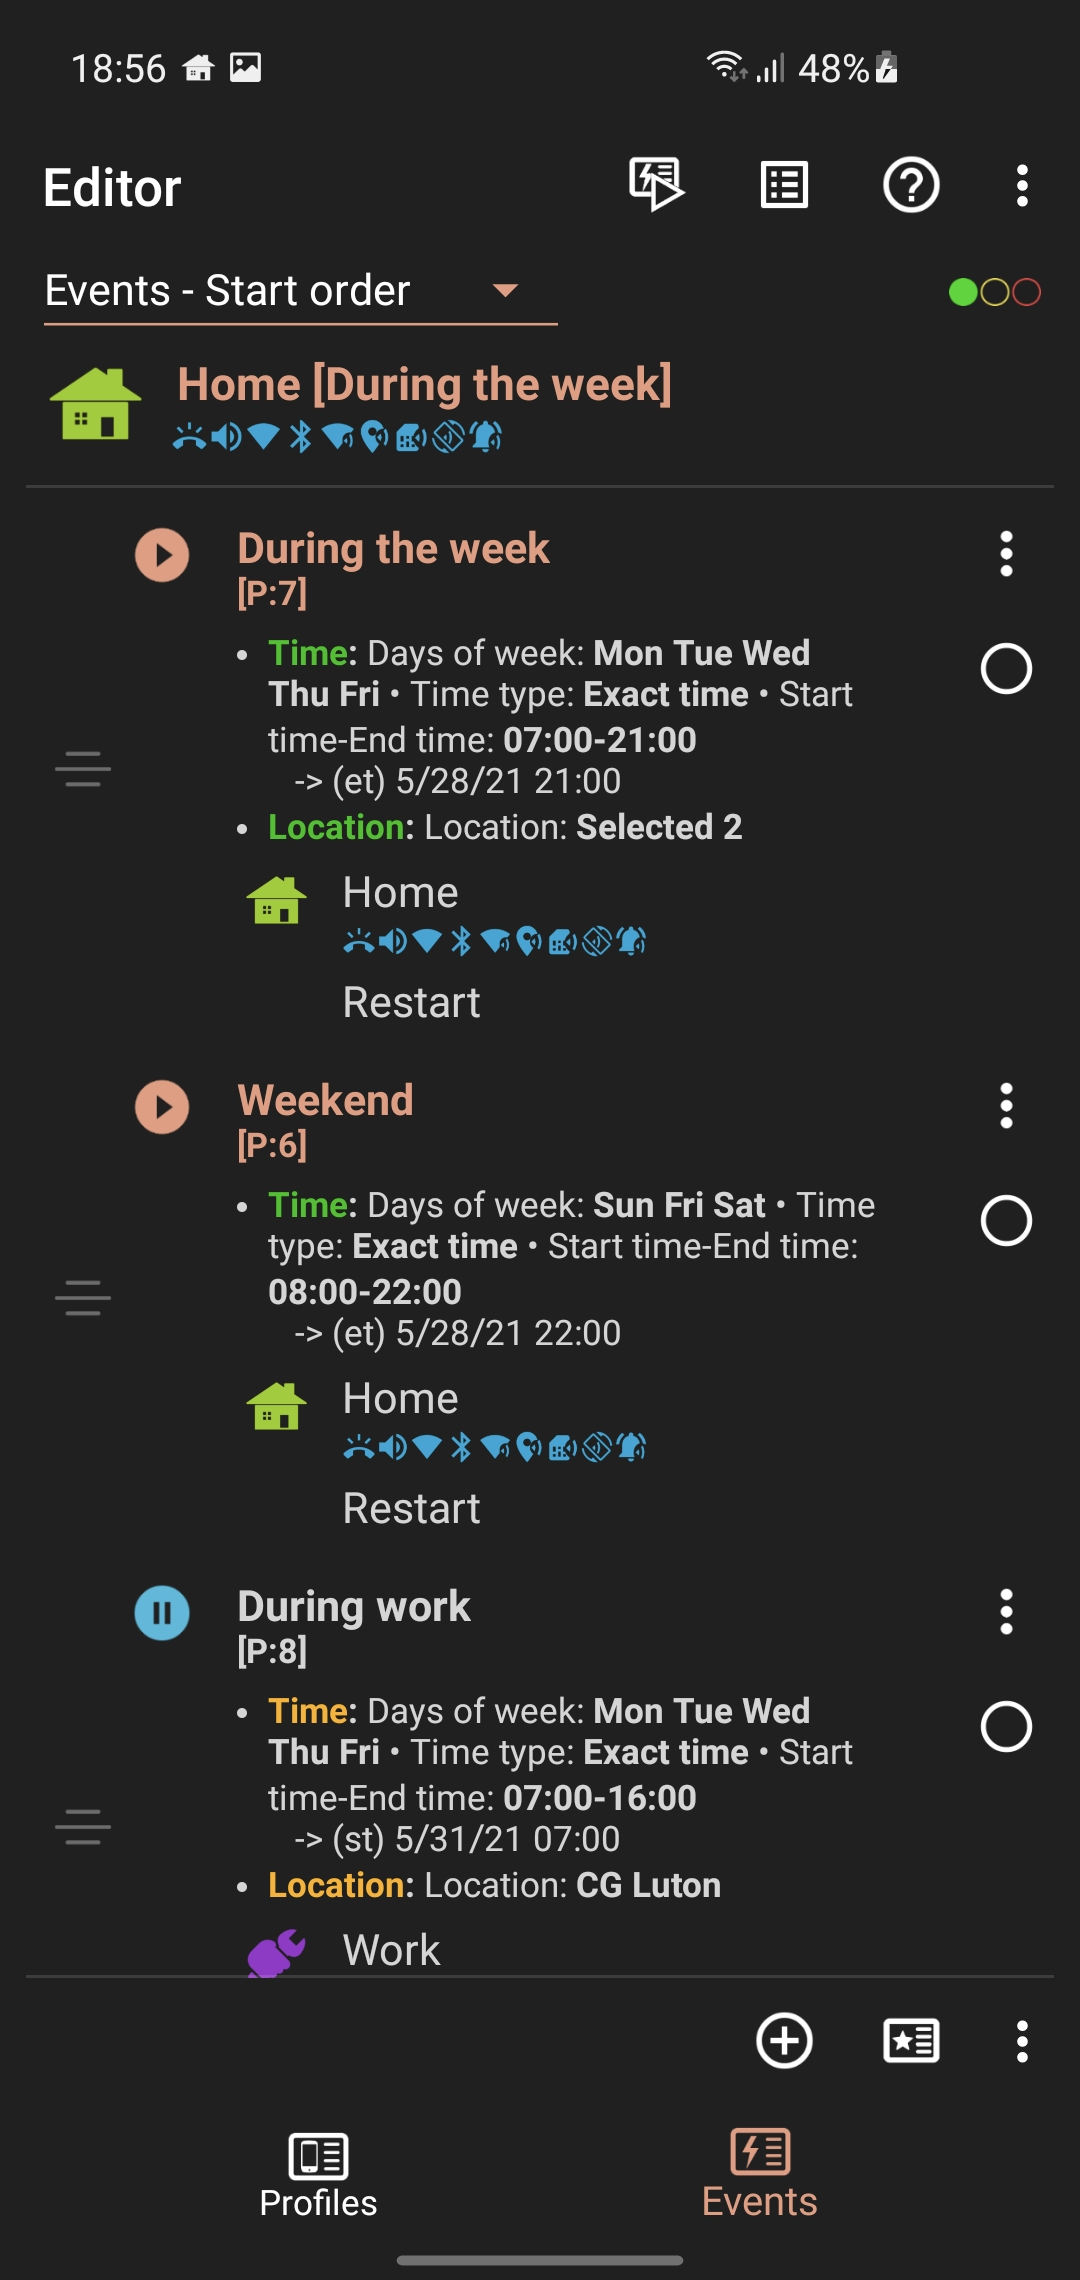 18:56
48%
Editor
Events - Start order
Home [During the week]
During the week
[P:7]
• Time: Days of week: Mon Tue Wed
Thu Fri • Time type: Exact time • Start
time-End time: 07:00-21:00
-> (et) 5/28/21 21:00
• Location: Location: Selected 2
Home
Restart
Weekend
[P:6]
• Time: Days of week: Sun Fri Sat • Time
type: Exact time • Start time-End time:
08:00-22:00
-> (et) 5/28/21 22:00
Home
Restart
During work
[P:8]
• Time: Days of week: Mon Tue Wed
Thu Fri • Time type: Exact time • Start
time-End time: 07:00-16:00
-> (st) 5/31/21 07:00
• Location: Location: CG Luton
Work
Profiles
Events